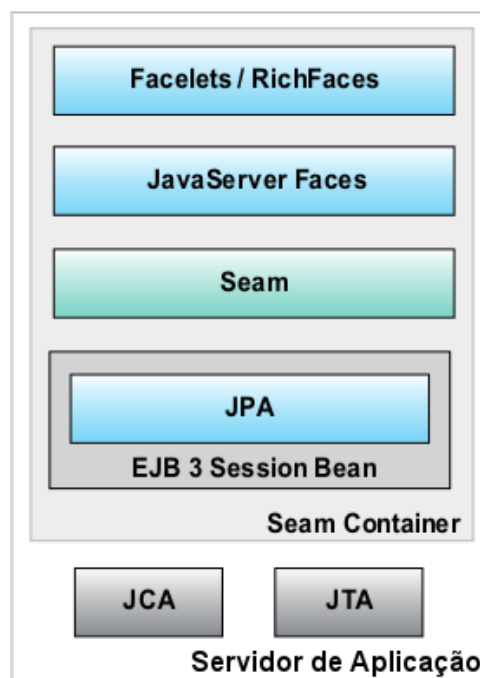 Facelets / RichFaces
JavaServer Faces
Seam
JPA
EJB 3 Session Bean
Seam Container
JCA
JTA
Servidor de Aplicação